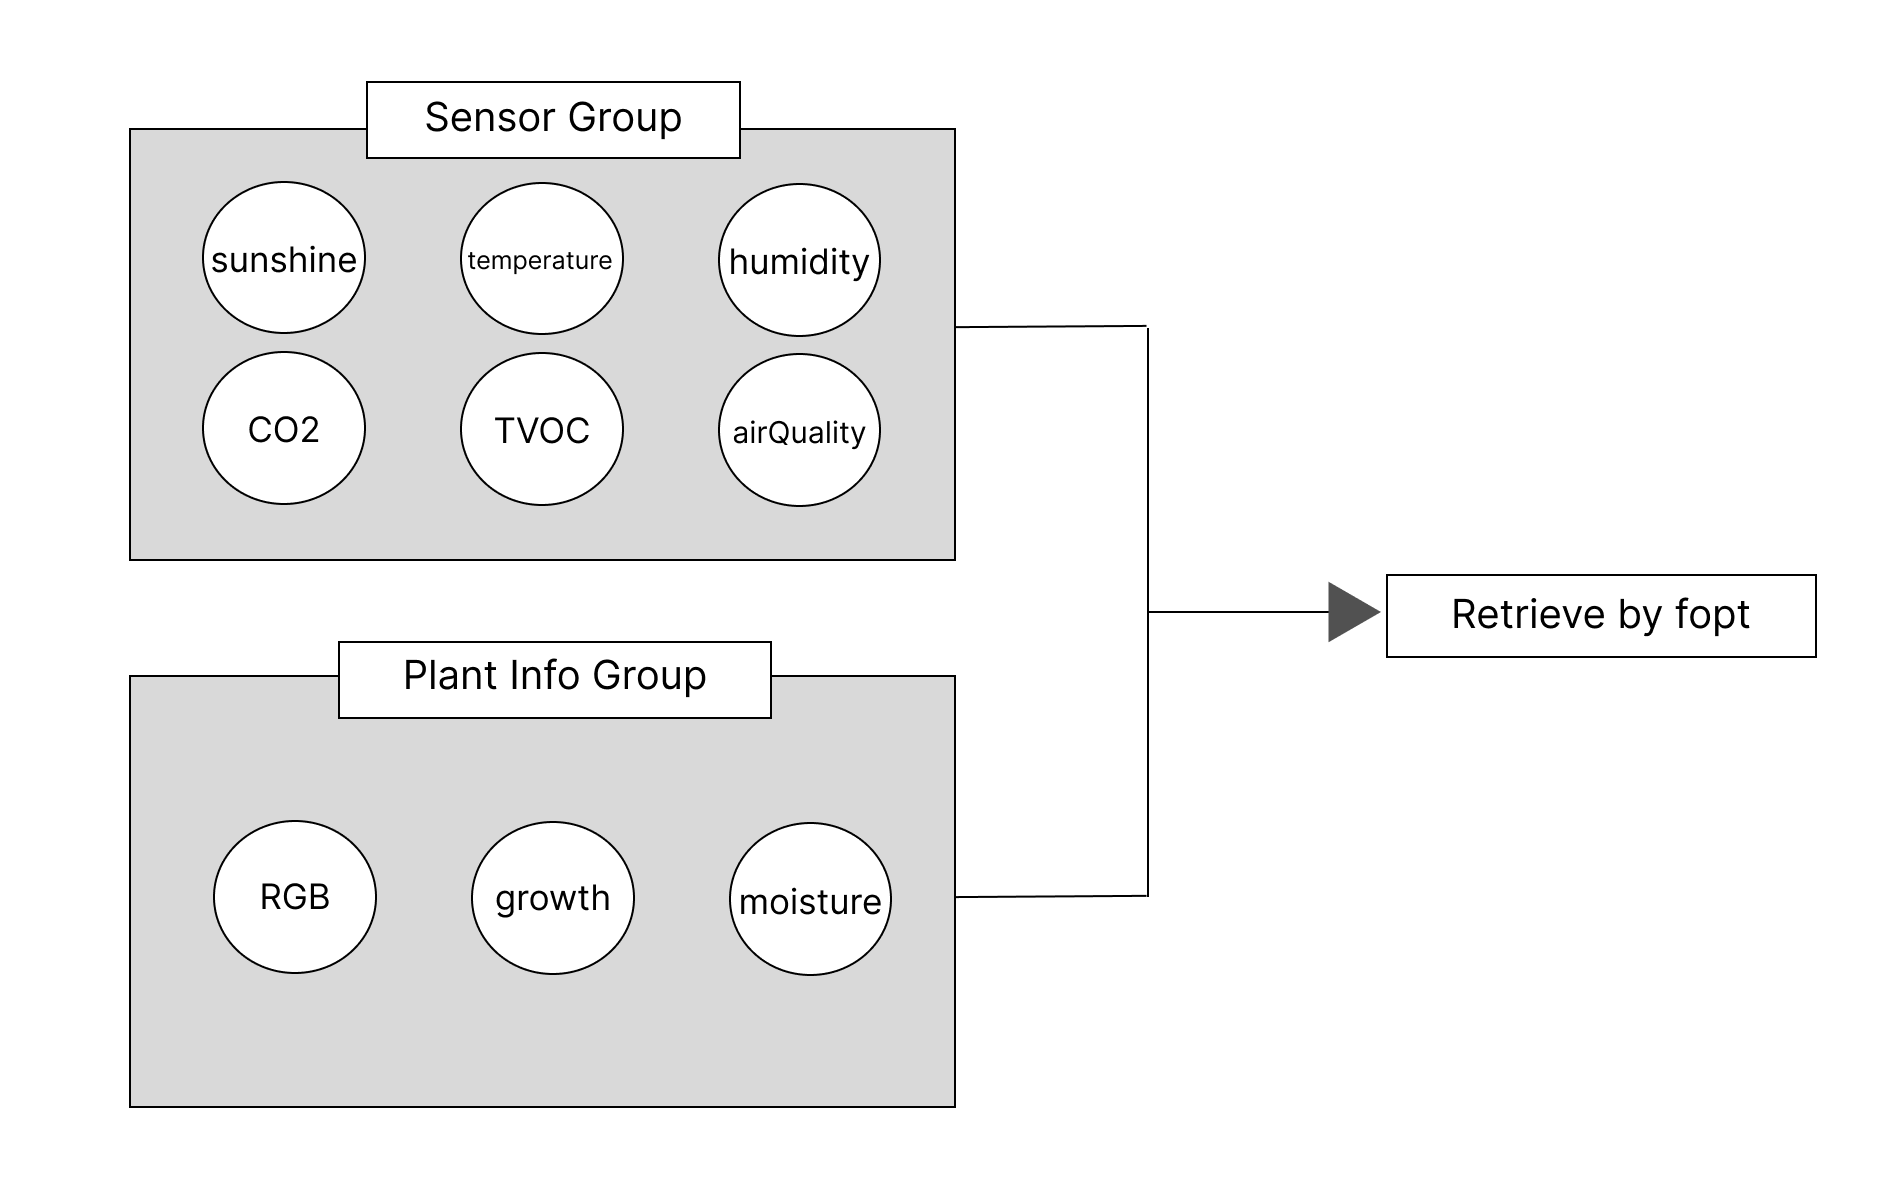 Sensor Group
sunshine
temperature
humidity
CO2
TVOC
airQuality
Retrieve by fopt
Plant Info Group
RGB
growth
moisture